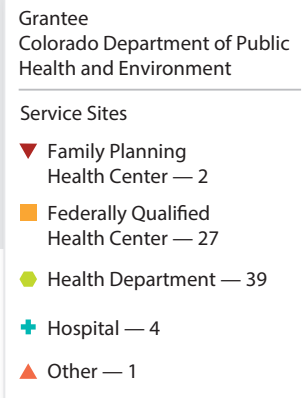 Grantee
Colorado Department of Public
Health and Environment
Service Sites
Family Planning
Health Center — 2
Federally Qualified
Health Center — 27
Health Department — 39
Hospital — 4
Other — 1